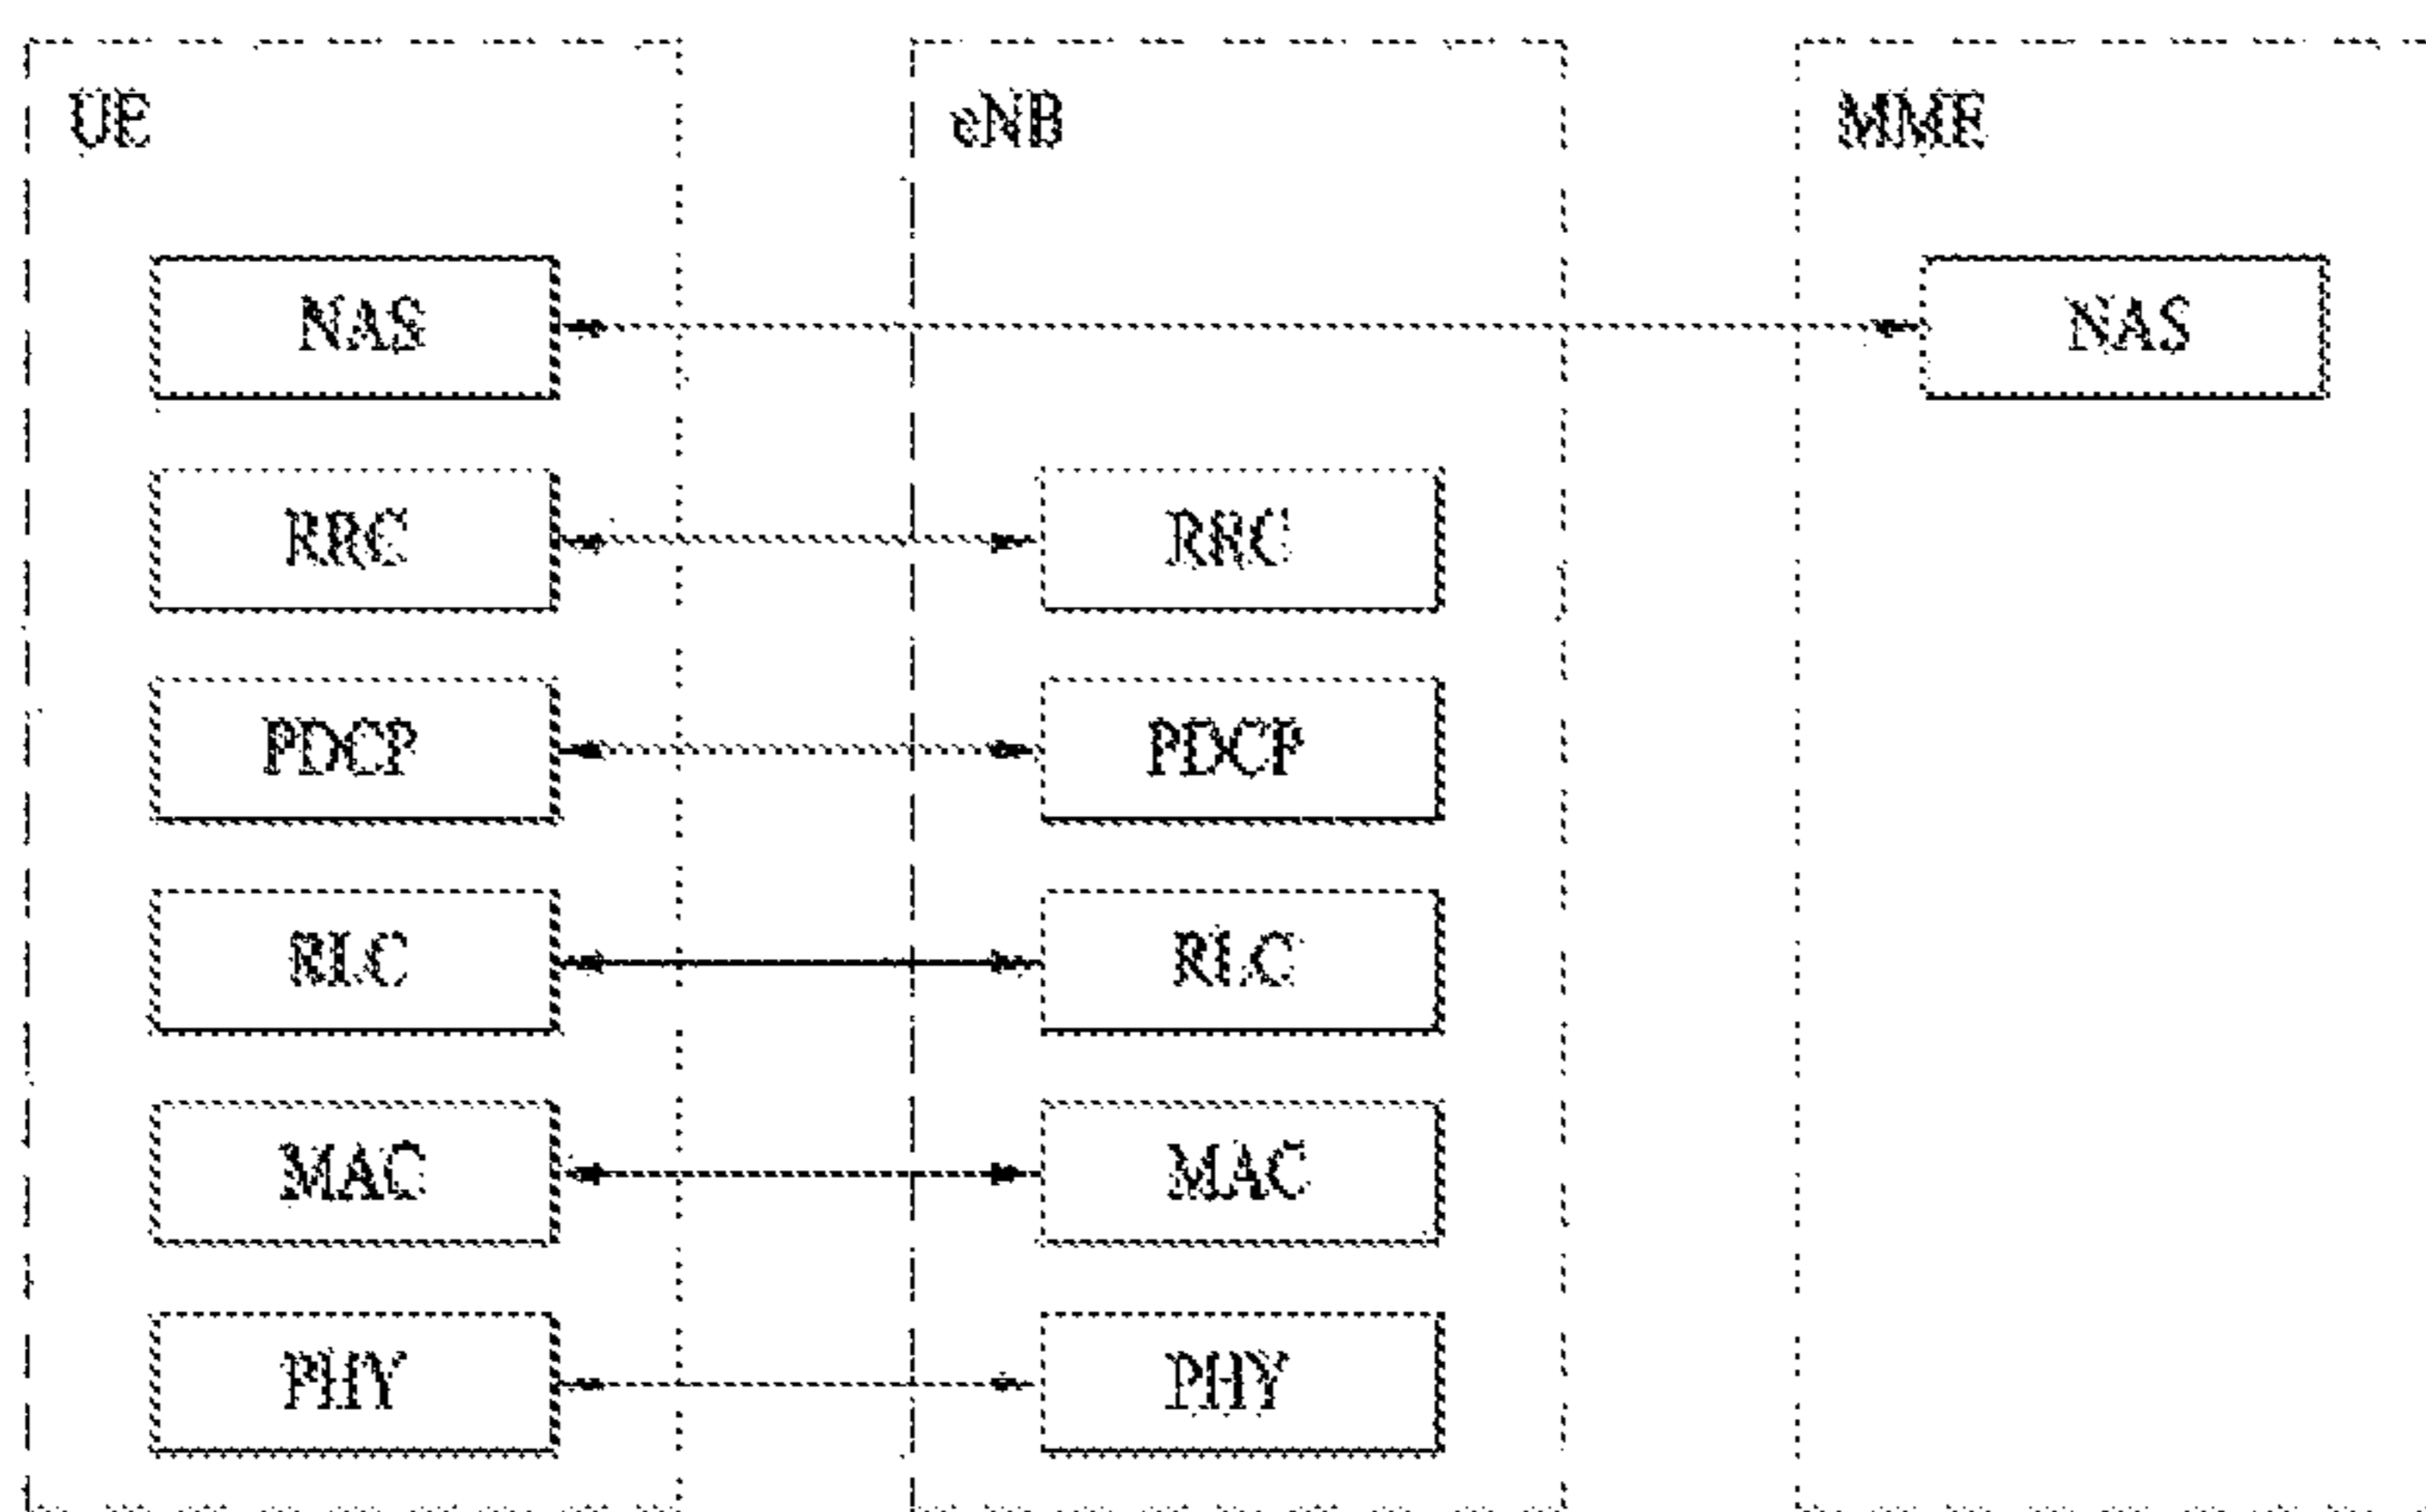 UE eNB MME
NAS NAS
RRC RRC
PDCP PDCP
RLC RLC
MAC MAC
PHY PHY